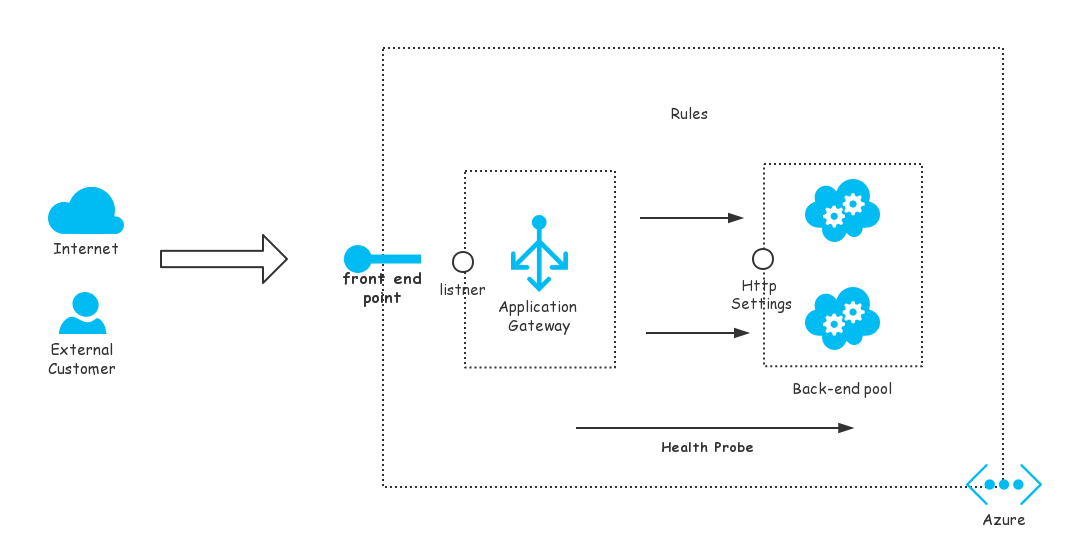 Rules
Internet
External
Customer
front end
point
listner
Application
Gateway
Http
Settings
Back-end pool
Health Probe
Azure